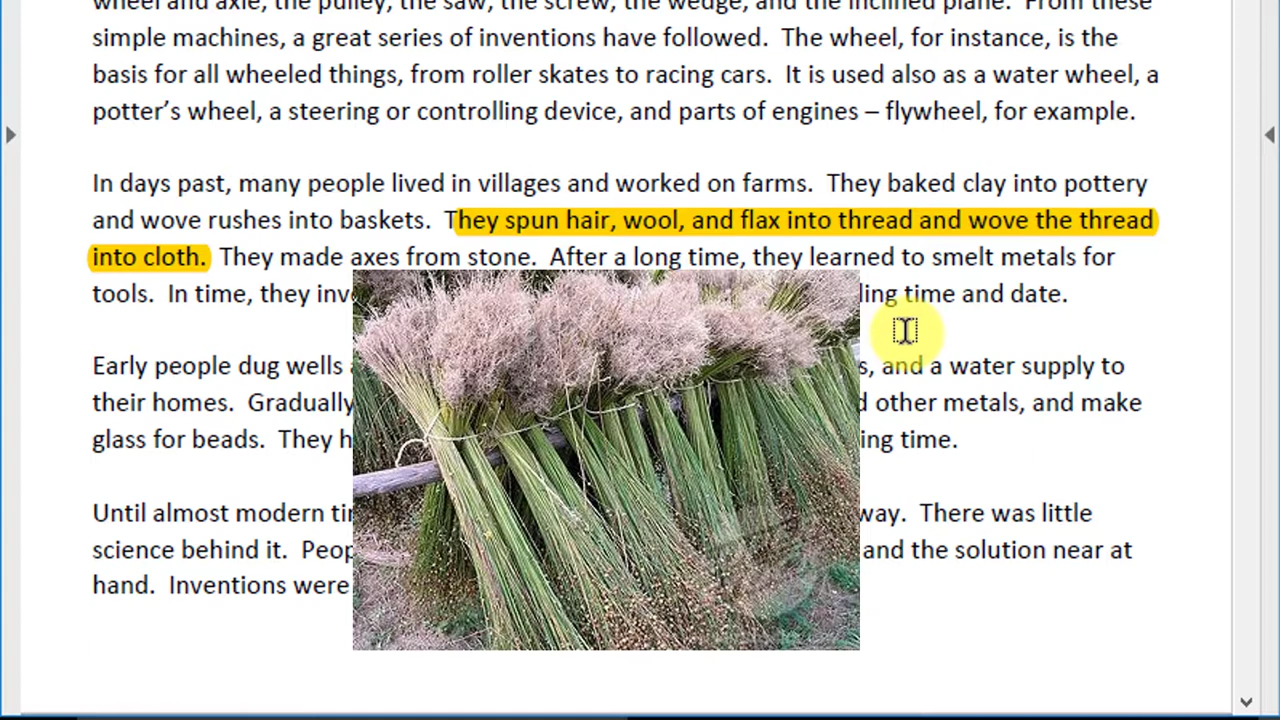 wheel and axle, the pulley, the saw, the screw, the wedge, and the inclined plane.  From these
simple machines, a great series of inventions have followed.  The wheel, for instance, is the
basis for all wheeled things, from roller skates to racing cars.  It is used also as a water wheel, a
potter’s wheel, a steering or controlling device, and parts of engines – flywheel, for example.
In days past, many people lived in villages and worked on farms.  They baked clay into pottery
and wove rushes into baskets.  They spun hair, wool, and flax into thread and wove the thread
into cloth.  They made axes from stone.  After a long time, they learned to smelt metals for
tools.  In time, they time and date.
Early people dug wells and a water supply to
their homes.  Gradually other metals, and make
glass for beads.  They time.
Until almost modern way.  There was little
science behind it. and the solution near at
hand.  Inventions were